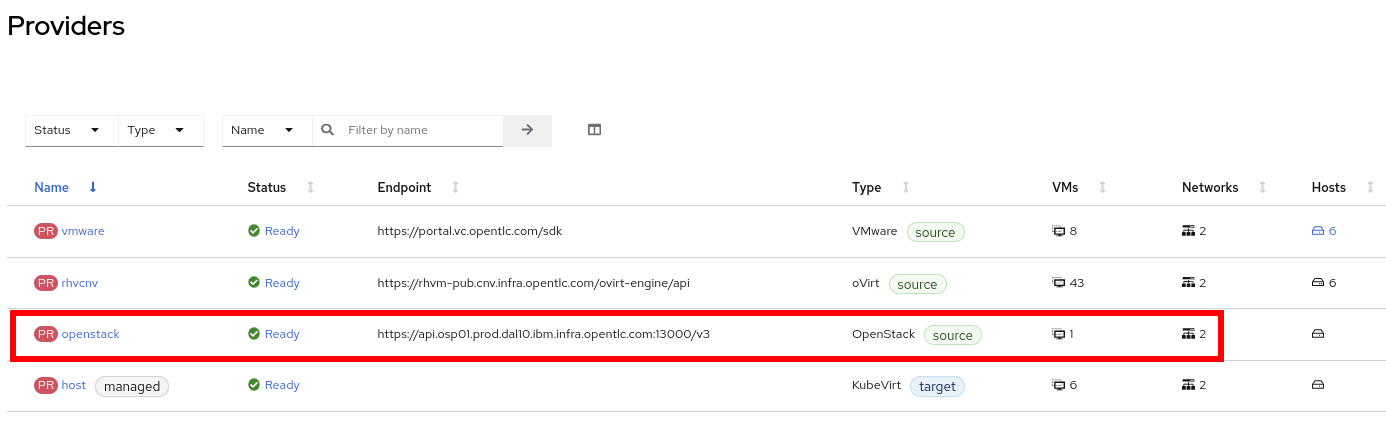 Providers
Status Type Name Filter by name
Name Status Endpoint Type VMs Networks Hosts
PR vmware Ready https://portal.vc.opentlc.com/sdk VMware source 8 2 6
PR rhvcnv Ready https://rhvm-pub.cnv.infra.opentlc.com/ovirt-engine/api oVirt source 43 2 6
PR openstack Ready https://api.osp01.prod.dal10.ibm.infra.opentlc.com:13000/v3 OpenStack source 1 2
PR host managed Ready KubeVirt target 6 2